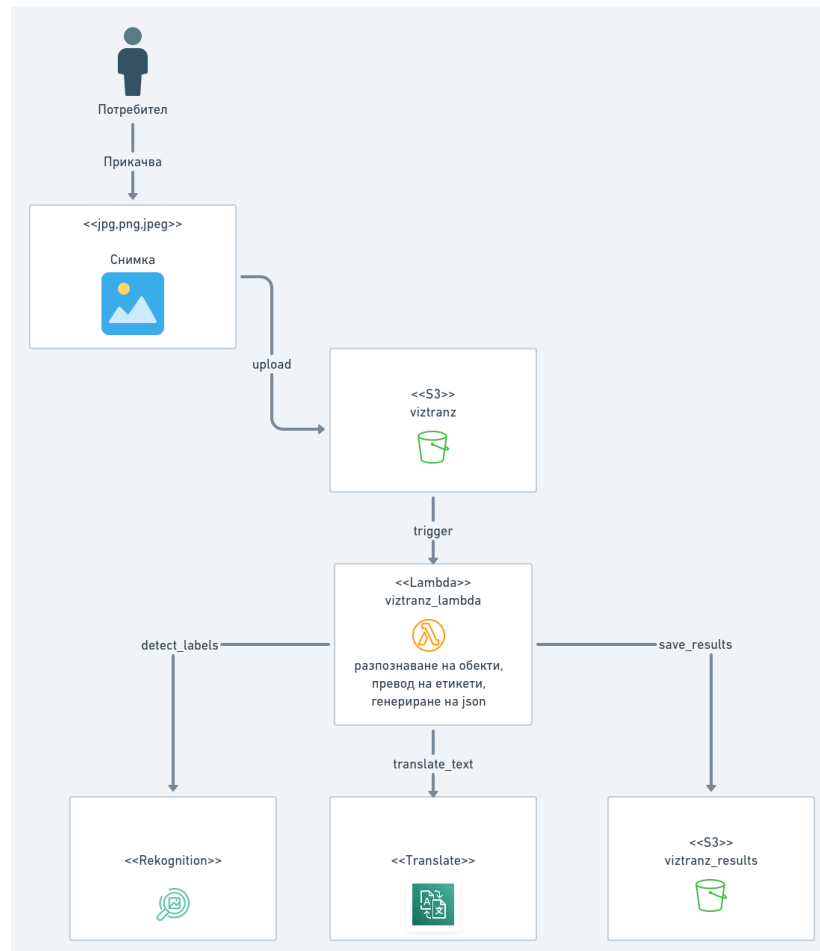 Потребител
Прикачва
<<jpg,png,jpeg>>
Снимка
upload
<<S3>>
viztranz
trigger
<<Lambda>>
viztranz_lambda
разпознаване на обекти,
превод на етикети,
генериране на json
detect_labels
save_results
translate_text
<<Rekognition>>
<<Translate>>
<<S3>>
viztranz_results